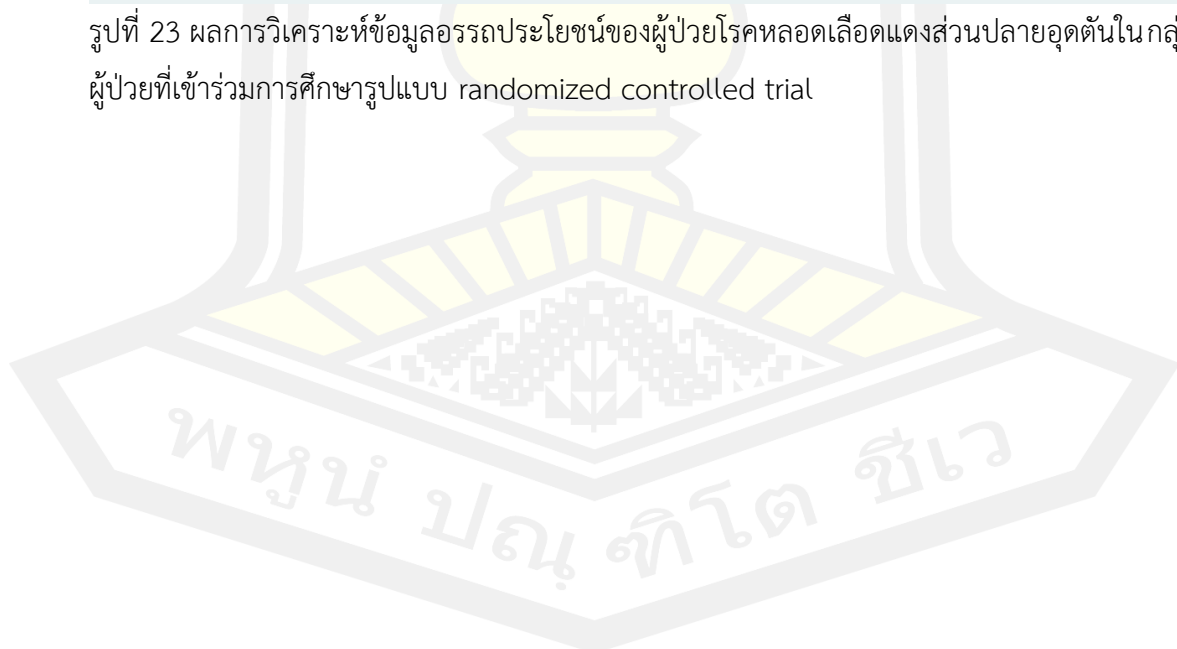 รูปที่ 23 ผลการวิเคราะห์ข้อมูลอรรถประโยชน์ของผู้ป่วยโรคหลอดเลือดแดงส่วนปลายอุดตันใน
ผู้ป่วยที่เข้าร่วมการศึกษารูปแบบ randomized controlled trial
พหูนํ ปณฺฑิโต ชีเว